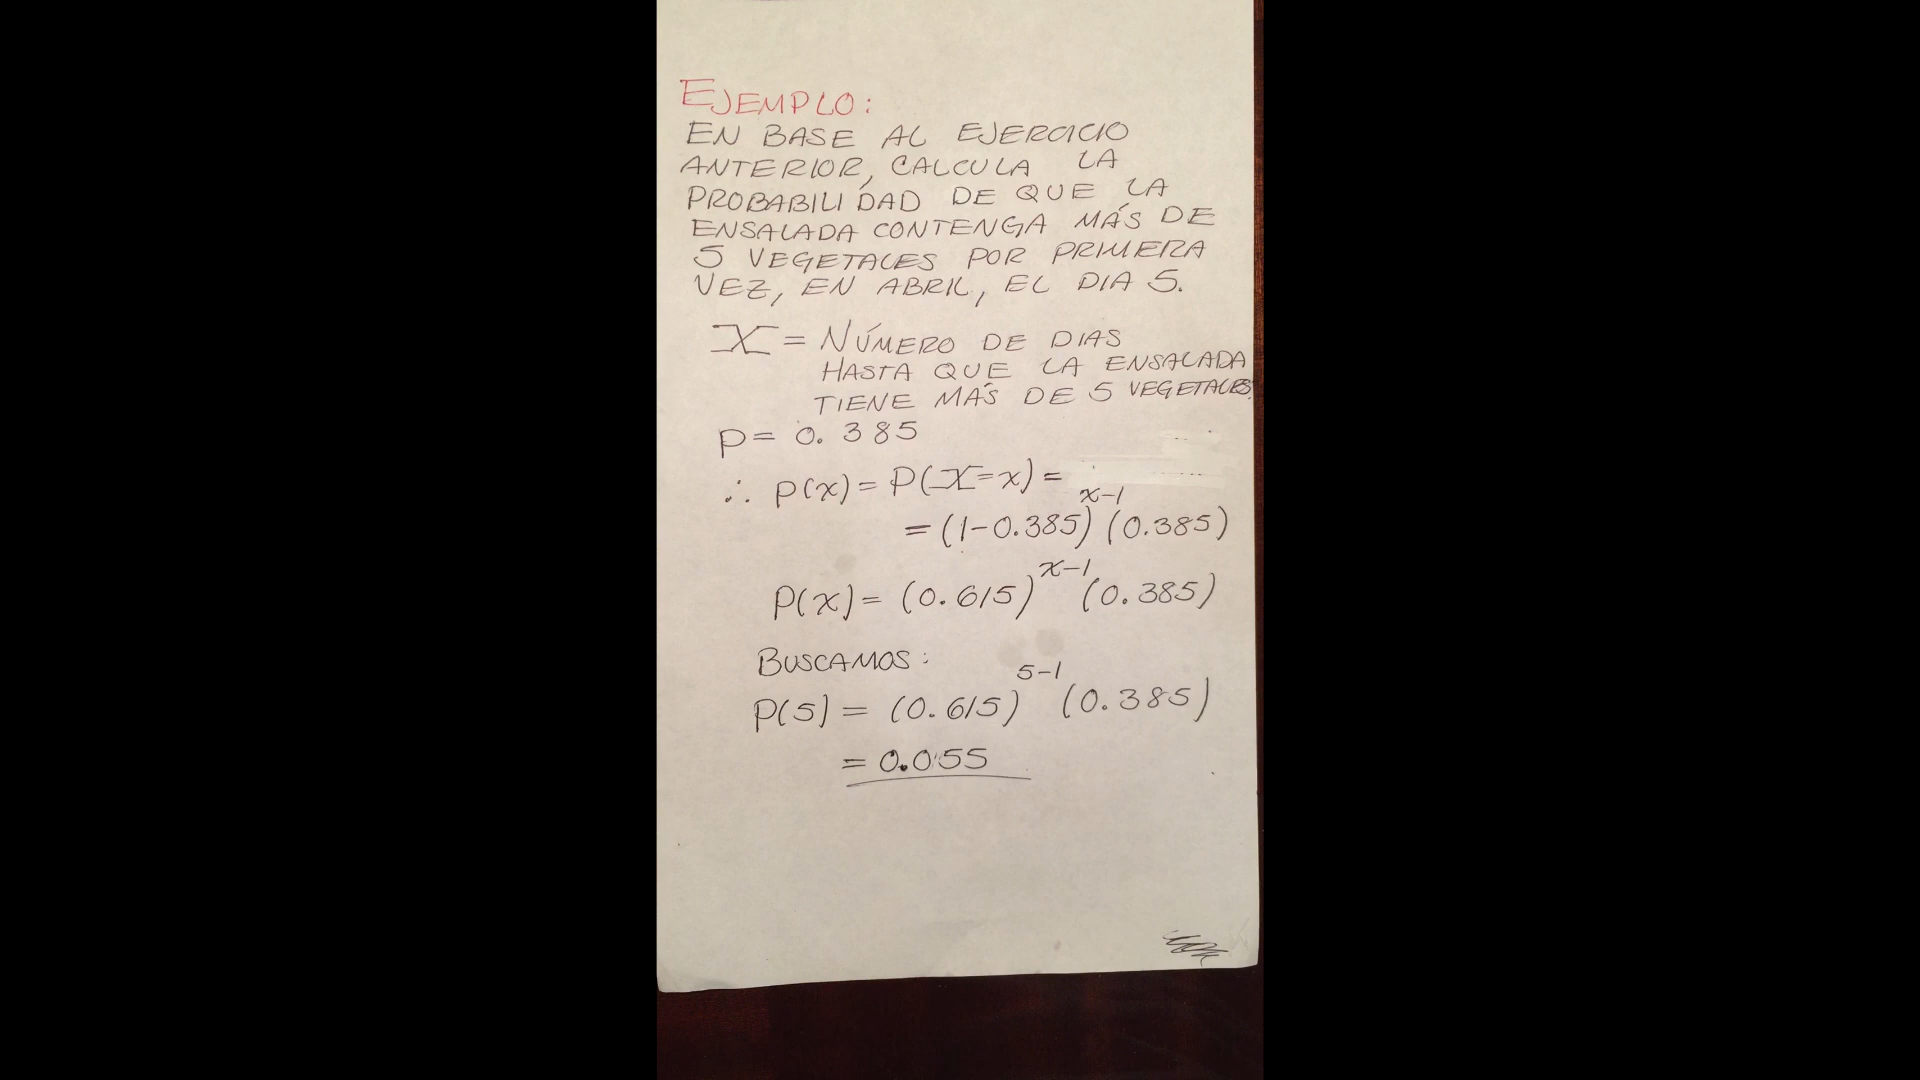 EJEMPLO:
EN BASE AL EJERCICIO
ANTERIOR, CALCULA LA
PROBABILIDAD DE QUE LA
ENSALADA CONTENGA MÁS DE
5 VEGETALES POR PRIMERA
VEZ, EN ABRIL, EL DIA 5.
X = NÚMERO DE DIAS
HASTA QUE LA ENSALADA
TIENE MÁS DE 5 VEGETALES.
p = 0.385
∴ p(x) = P(X=x) =
= (1-0.385)^{x-1} (0.385)
P(x) = (0.615)^{x-1} (0.385)
BUSCAMOS:
P(5) = (0.615)^{5-1} (0.385)
= 0.055